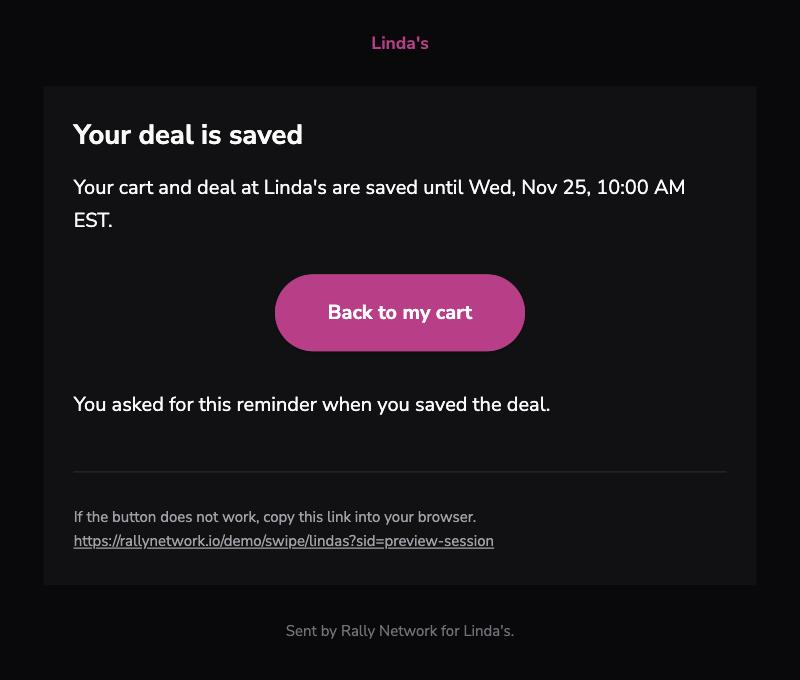 Linda's
Your deal is saved
Your cart and deal at Linda's are saved until Wed, Nov 25, 10:00 AM
EST.
Back to my cart
You asked for this reminder when you saved the deal.
If the button does not work, copy this link into your browser.
https://rallynetwork.io/demo/swipe/lindas?sid=preview-session
Sent by Rally Network for Linda's.